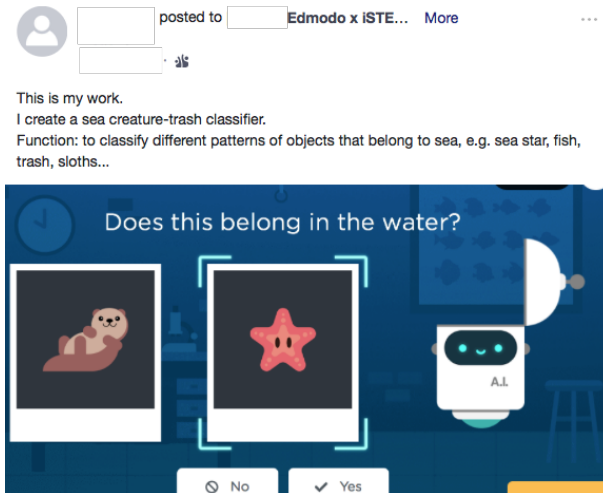 posted to Edmodo x iSTE... More
This is my work.
I create a sea creature-trash classifier.
Function: to classify different patterns of objects that belong to sea, e.g. sea star, fish,
trash, sloths...
Does this belong in the water?
A.I.
No Yes